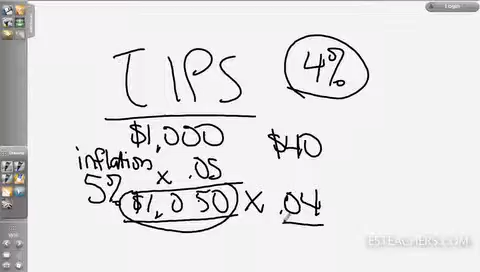 Login
TIPS 4%
$1,000 $40
inflation x .05
5% $1,050 x .04
ESTEACHERS.COM